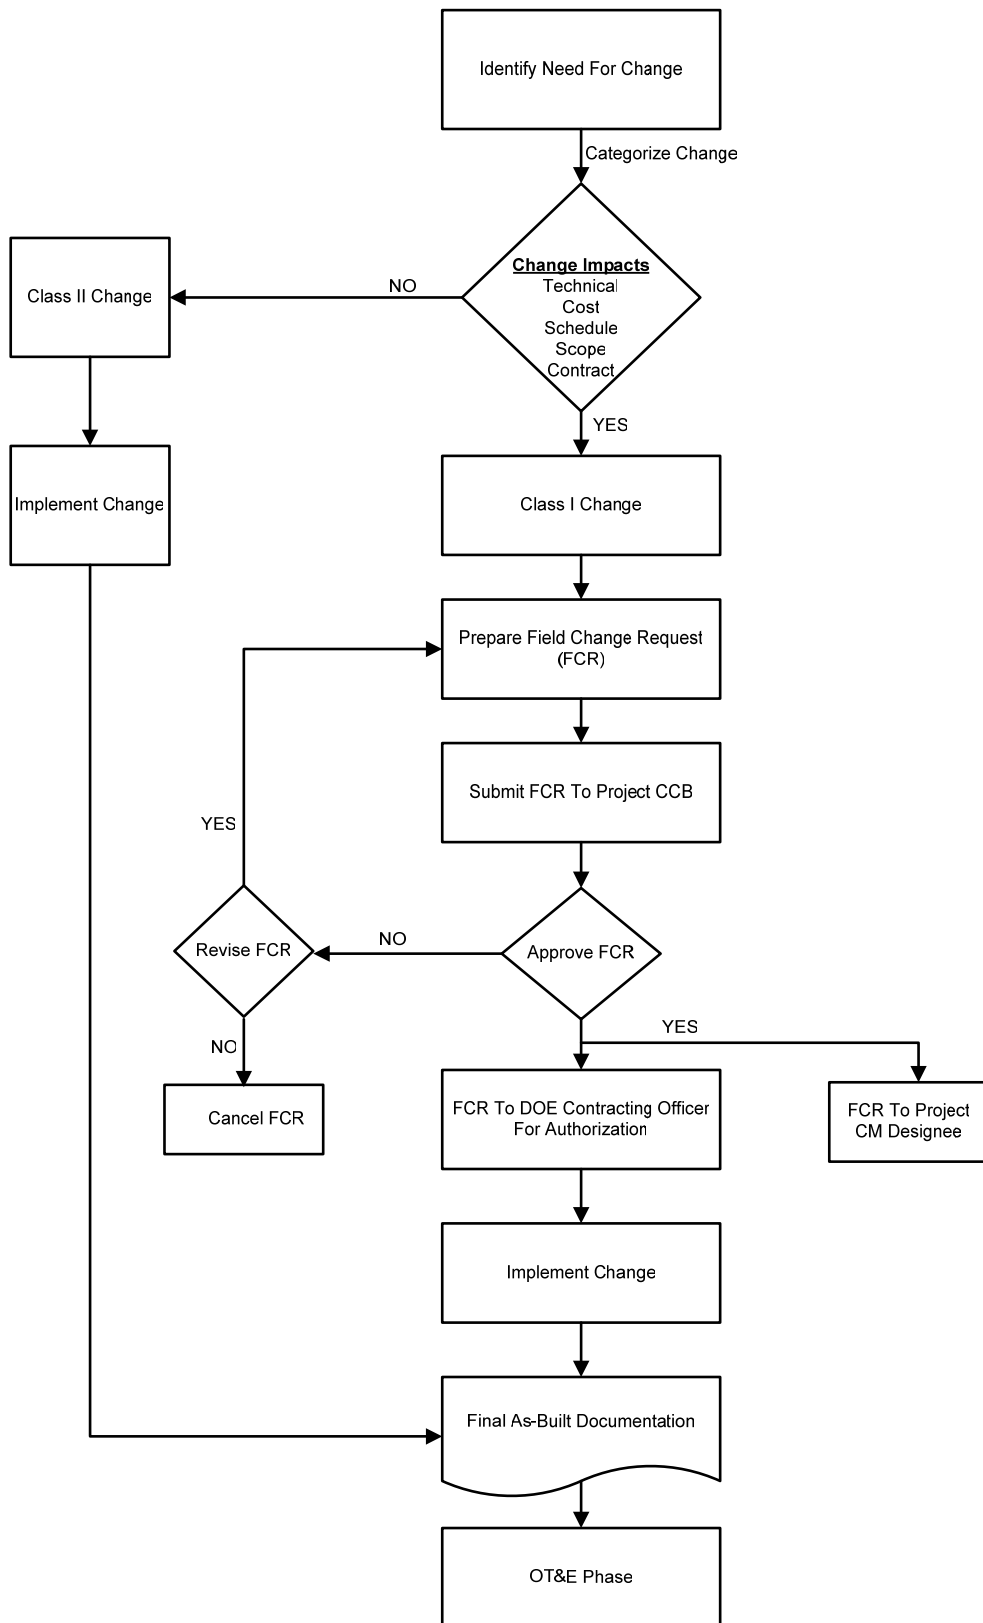 Identify Need For Change
Categorize Change
Change Impacts
Technical
Cost
Schedule
Scope
Contract
NO
Class II Change
YES
Implement Change
Class I Change
Prepare Field Change Request
(FCR)
Submit FCR To Project CCB
YES
Revise FCR
NO
Approve FCR
YES
NO
Cancel FCR
FCR To DOE Contracting Officer
For Authorization
FCR To Project
CM Designee
Implement Change
Final As-Built Documentation
OT&E Phase